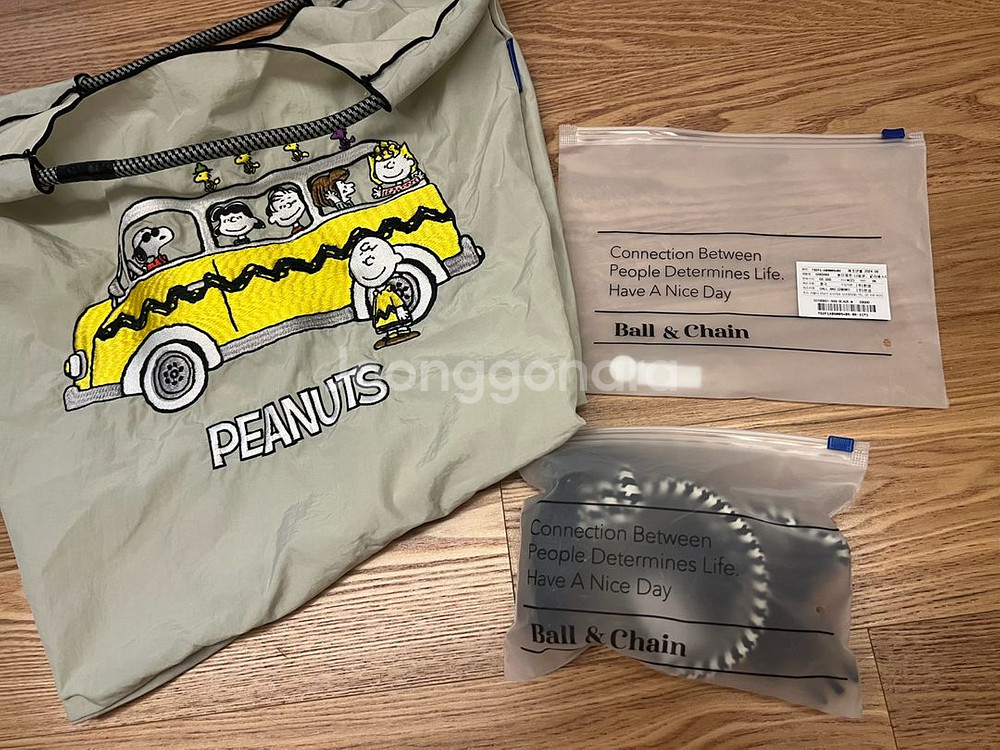 PEANUTS
Connection Between
People Determines Life.
Have A Nice Day
Ball & Chain
Connection Between
People Determines Life.
Have A Nice Day
Ball & Chain